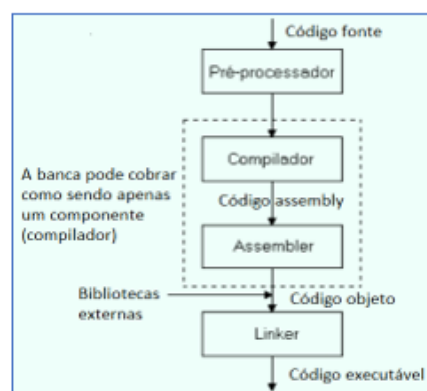 Código fonte
Pré-processador
Compilador
A banca pode cobrar
como sendo apenas
um componente
(compilador)
Código assembly
Assembler
Bibliotecas
externas
Código objeto
Linker
Código executável